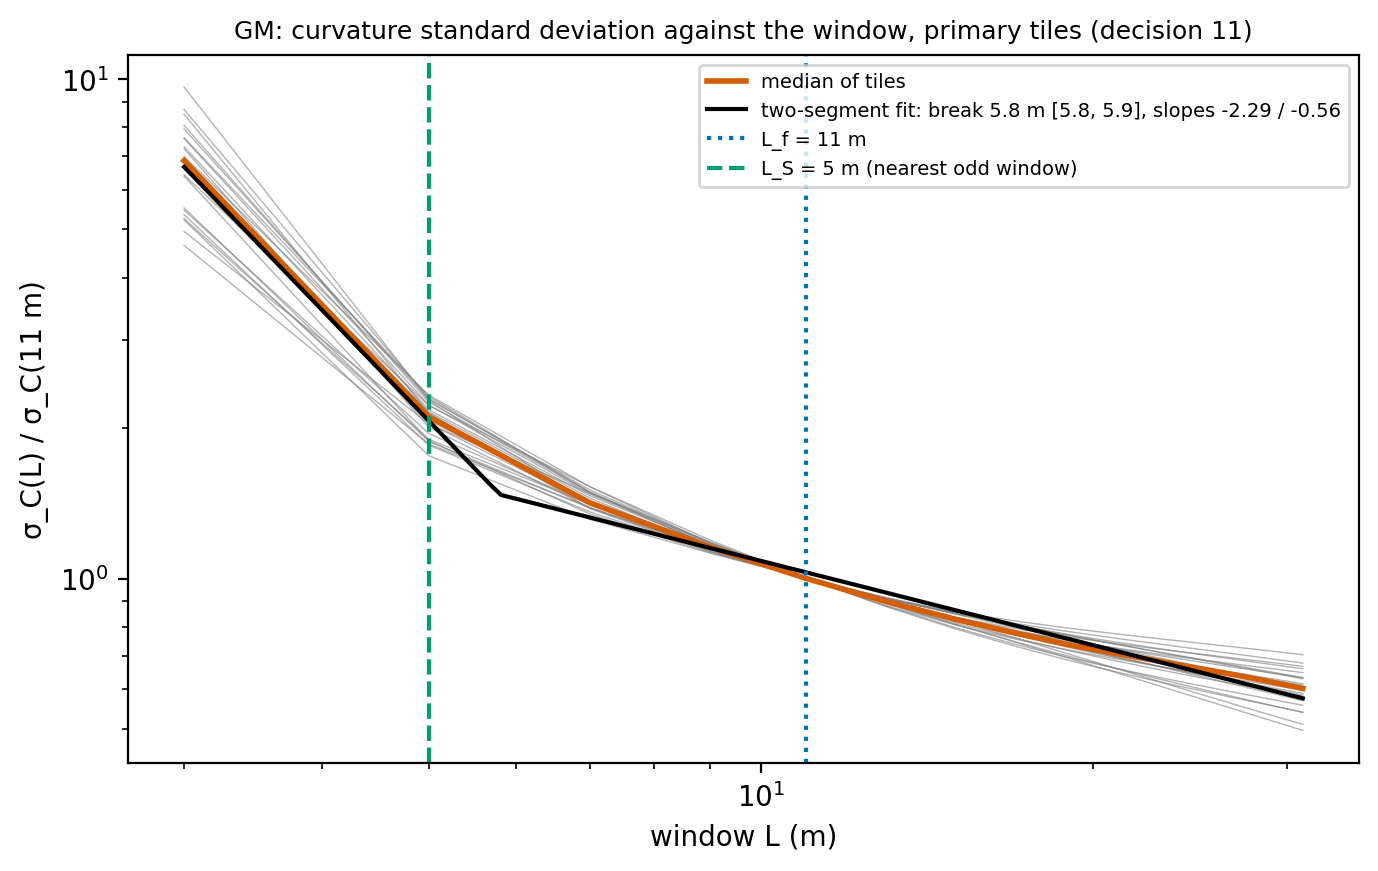 GM: curvature standard deviation against the window, primary tiles (decision 11)
σ_C(L) / σ_C(11 m)
10¹
10⁰
median of tiles
two-segment fit: break 5.8 m [5.8, 5.9], slopes -2.29 / -0.56
L_f = 11 m
L_S = 5 m (nearest odd window)
10¹
window L (m)